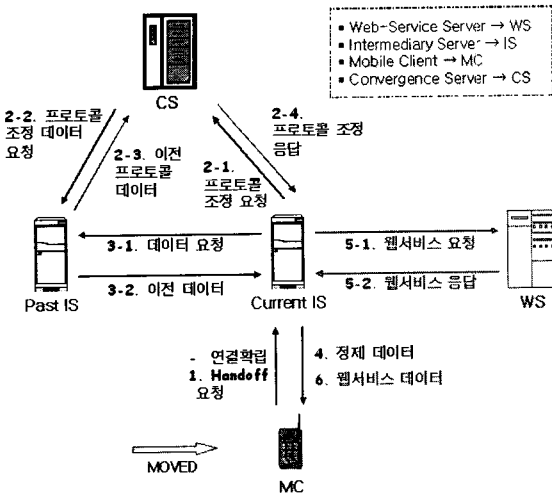 ▪ Web-Service Server → WS
▪ Intermediary Server → IS
▪ Mobile Client → MC
▪ Convergence Server → CS
CS
2-2. 프로토콜
조정 데이터
요청
2-3. 이전
프로토콜
데이터
2-1.
프로토콜
조정 요청
2-4.
프로토콜 조정
응답
3-1. 데이터 요청
3-2. 이전 데이터
5-1. 웹서비스 요청
5-2. 웹서비스 응답
Past IS
Current IS
WS
- 연결확립
1. Handoff
요청
4. 정제 데이터
6. 웹서비스 데이터
MOVED
MC